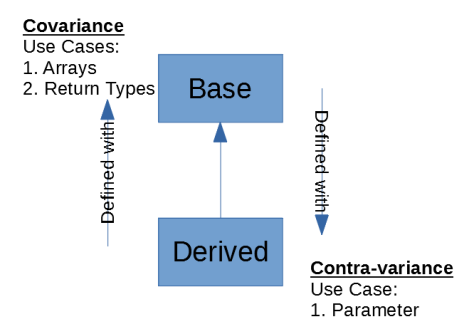 Covariance
Use Cases:
1. Arrays
2. Return Types
Base
Defined with
Defined with
Derived
Contra-variance
Use Case:
1. Parameter